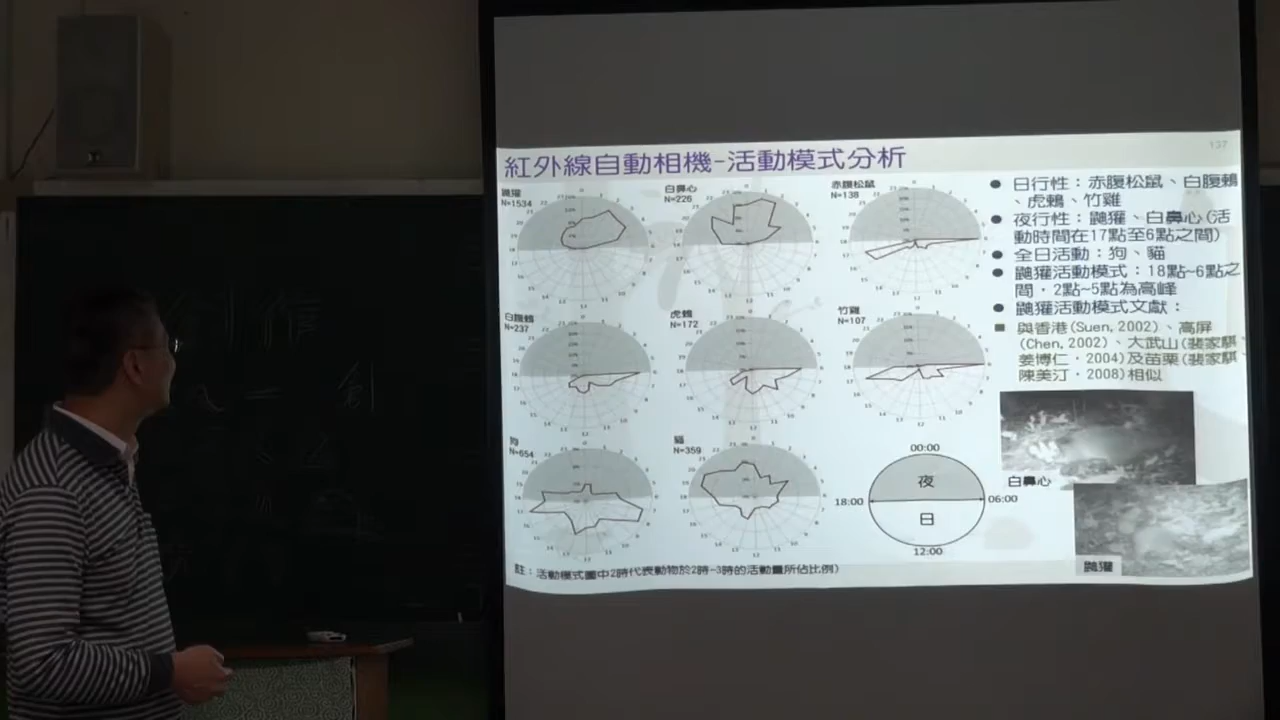 紅外線自動相機-活動模式分析
137
鼬獾
N=1534
白鼻心
N=226
赤腹松鼠
N=138
白腹鶇
N=237
虎鶇
N=172
竹雞
N=107
狗
N=654
貓
N=359
00:00
夜
18:00
06:00
日
12:00
註：活動模式圖中2時代表動物於2時-3時的活動量所佔比例)
日行性：赤腹松鼠、白腹鶇
、虎鶇、竹雞
夜行性：鼬獾、白鼻心(活
動時間在17點至6點之間)
全日活動：狗、貓
鼬獾活動模式：18點~6點之
間，2點~5點為高峰
鼬獾活動模式文獻：
與香港(Suen, 2002)、高屏
(Chen, 2002)、大武山(裴家騏、
姜博仁，2004)及苗栗(裴家騏、
陳美汀，2008)相似
白鼻心
鼬獾